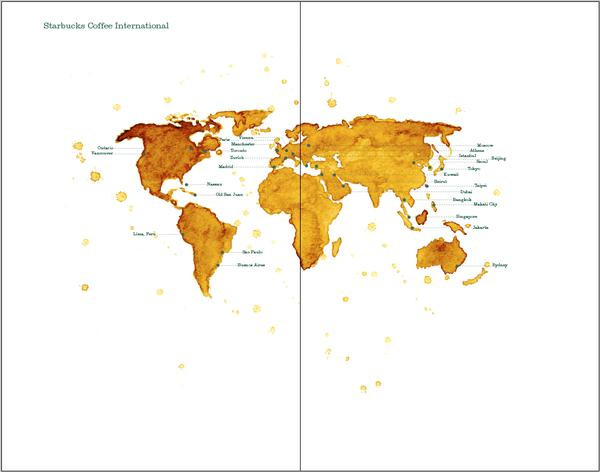 Starbucks Coffee International
Ontario
Vancouver
Paris
Vienna
Manchester
Toronto
Zurich
Madrid
Nassau
Old San Juan
Lima, Peru
Sao Paulo
Buenos Aires
Moscow
Athens
Istanbul
Beijing
Seoul
Tokyo
Kuwait
Beirut
Taipei
Dubai
Bangkok
Makati City
Singapore
Jakarta
Sydney